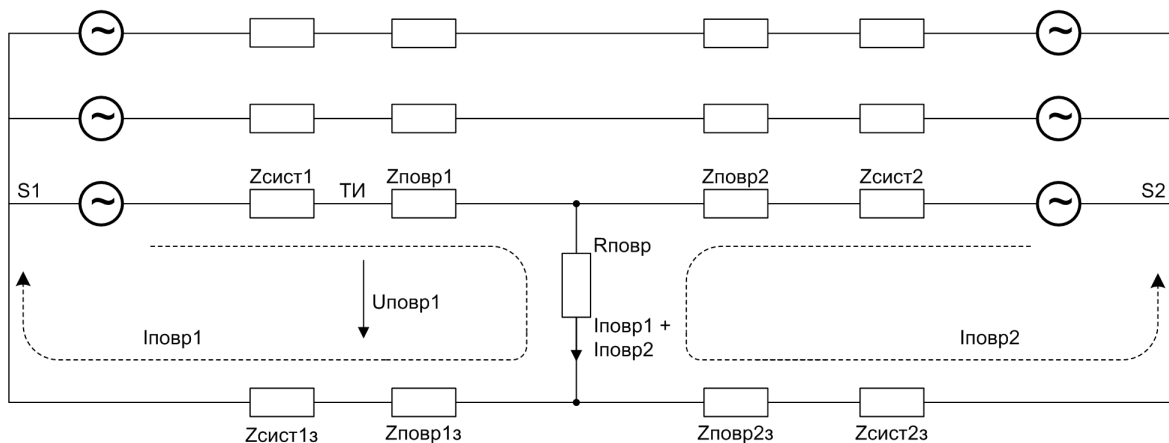 Zсист1
ТИ
Zповр1
Zповр2
Zсист2
S1
S2
Rповр
Uповр1
Iповр1 +
Iповр2
Iповр1
Iповр2
Zсист1з
Zповр1з
Zповр2з
Zсист2з